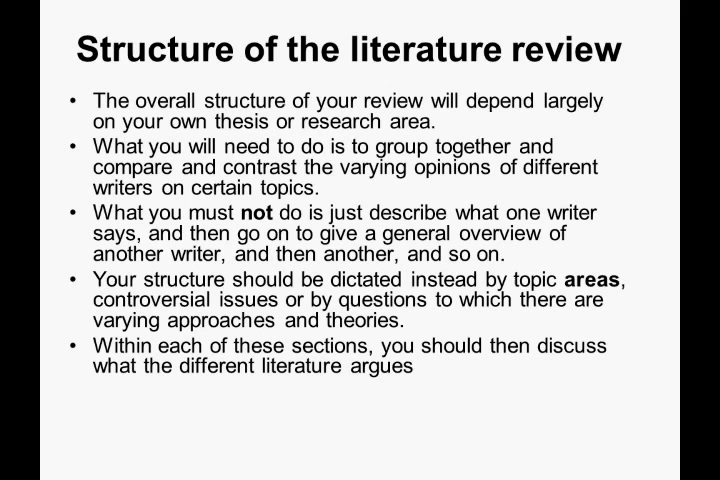 Structure of the literature review
• The overall structure of your review will depend largely
on your own thesis or research area.
• What you will need to do is to group together and
compare and contrast the varying opinions of different
writers on certain topics.
• What you must not do is just describe what one writer
says, and then go on to give a general overview of
another writer, and then another, and so on.
• Your structure should be dictated instead by topic areas,
controversial issues or by questions to which there are
varying approaches and theories.
• Within each of these sections, you should then discuss
what the different literature argues